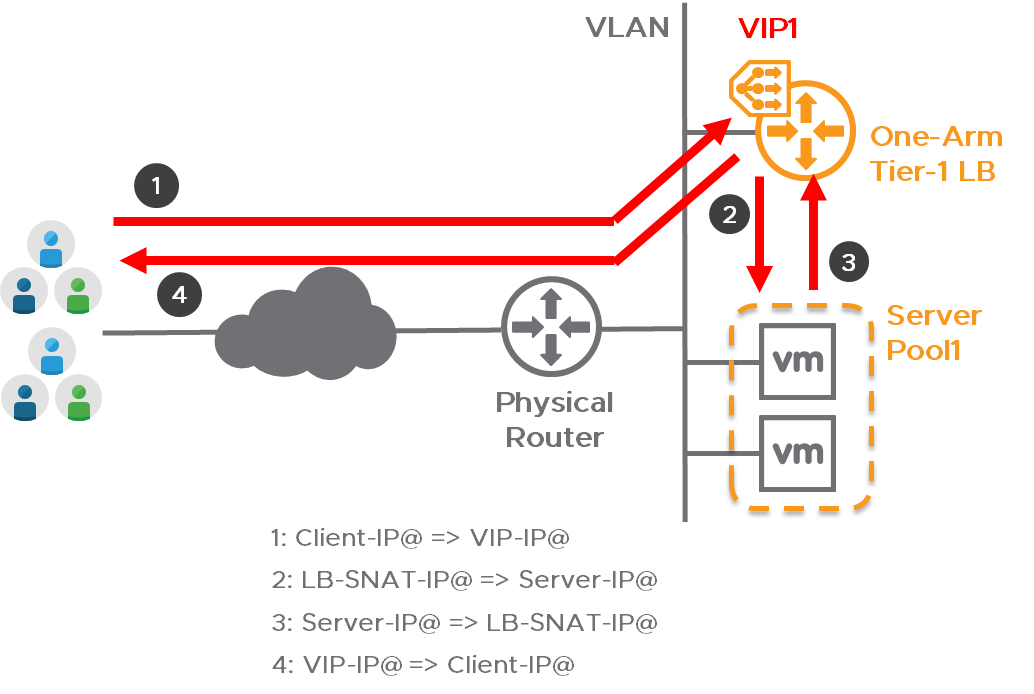 VLAN
VIP1
One-Arm
Tier-1 LB
1
2
3
4
Server
Pool1
vm
vm
Physical
Router
1: Client-IP@ => VIP-IP@
2: LB-SNAT-IP@ => Server-IP@
3: Server-IP@ => LB-SNAT-IP@
4: VIP-IP@ => Client-IP@